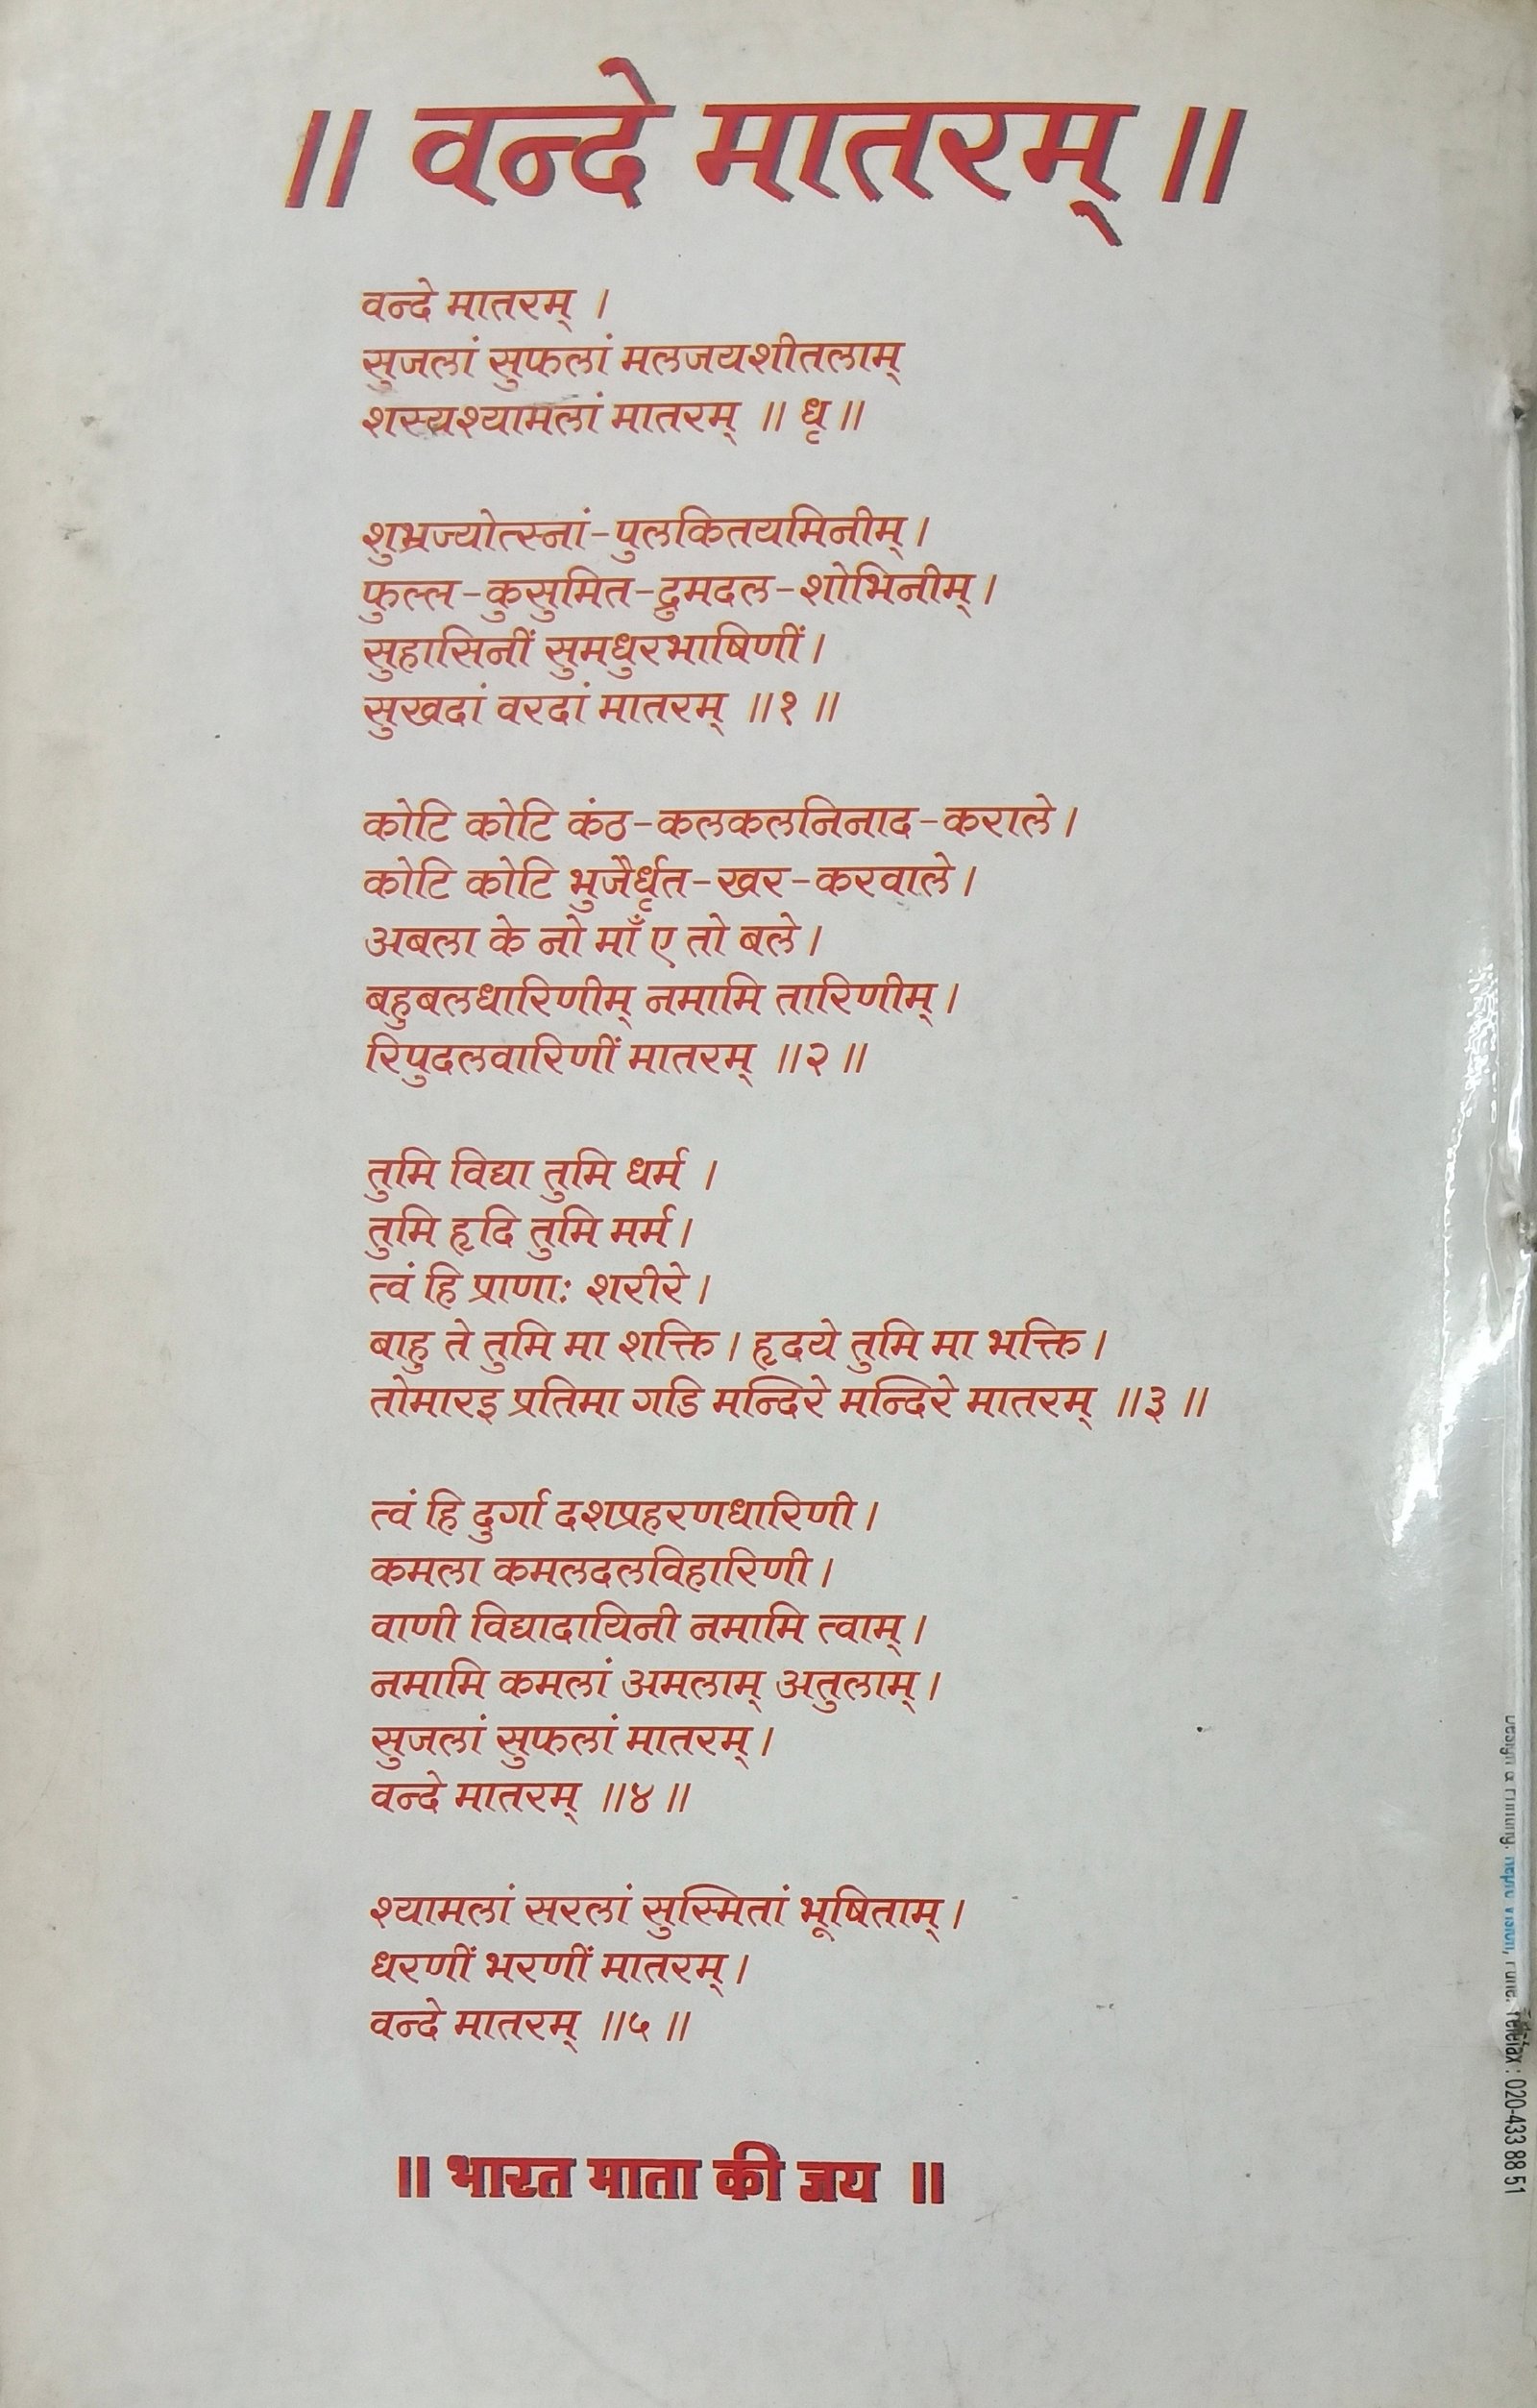 ॥ वन्दे मातरम् ॥
वन्दे मातरम् ।
सुजलां सुफलां मलजयशीतलाम्
शस्यश्यामलां मातरम् ॥ धृ ॥
शुभ्रज्योत्स्नां-पुलकितयमिनीम् ।
फुल्ल-कुसुमित-द्रुमदल-शोभिनीम् ।
सुहासिनीं सुमधुरभाषिणीं ।
सुखदां वरदां मातरम् ॥१॥
कोटि कोटि कंठ-कलकलनिनाद-कराले ।
कोटि कोटि भुजैर्धृत-खर-करवाले ।
अबला के नो माँ ए तो बले ।
बहुबलधारिणीम् नमामि तारिणीम् ।
रिपुदलवारिणीं मातरम् ॥२॥
तुमि विद्या तुमि धर्म ।
तुमि हृदि तुमि मर्म ।
त्वं हि प्राणाः शरीरे ।
बाहु ते तुमि मा शक्ति । हृदये तुमि मा भक्ति ।
तोमारइ प्रतिमा गडि मन्दिरे मन्दिरे मातरम् ॥३॥
त्वं हि दुर्गा दशप्रहरणधारिणी ।
कमला कमलदलविहारिणी ।
वाणी विद्यादायिनी नमामि त्वाम् ।
नमामि कमलां अमलाम् अतुलाम् ।
सुजलां सुफलां मातरम् ।
वन्दे मातरम् ॥४॥
श्यामलां सरलां सुस्मितां भूषिताम् ।
धरणीं भरणीं मातरम् ।
वन्दे मातरम् ॥५॥
॥ भारत माता की जय ॥
Telefax : 020-433 88 51